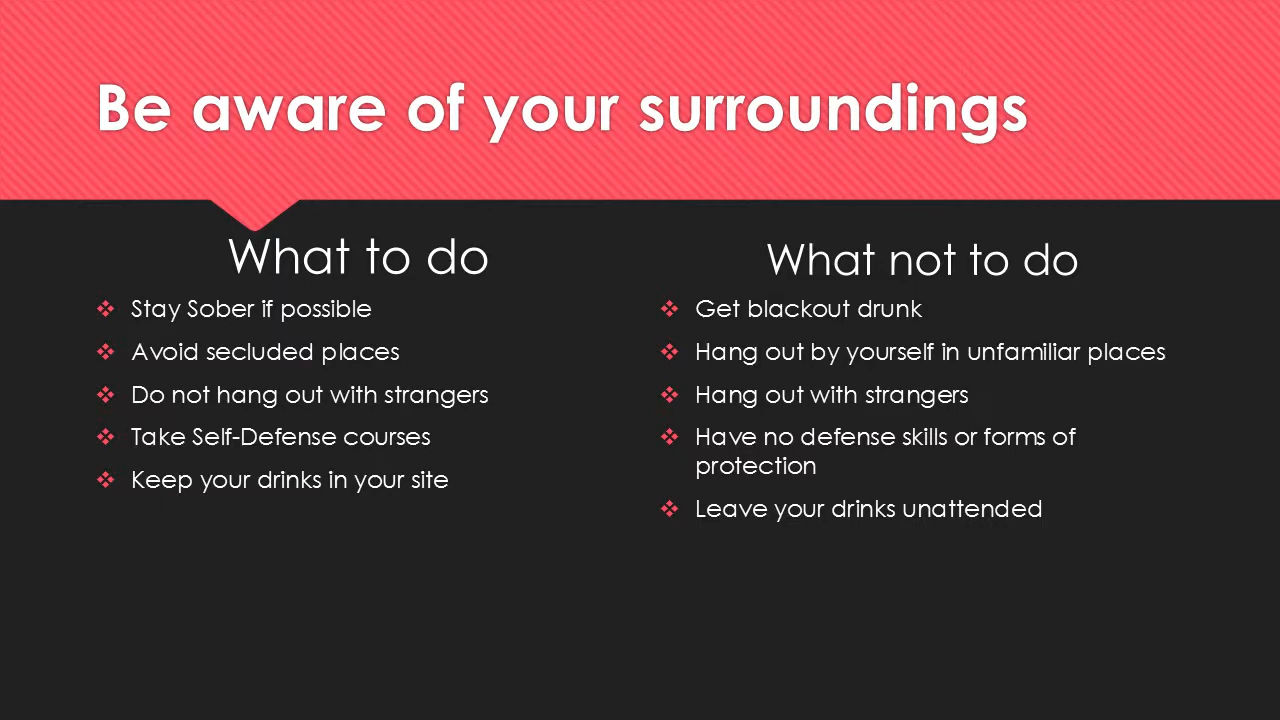 Be aware of your surroundings
What to do
❖ Stay Sober if possible
❖ Avoid secluded places
❖ Do not hang out with strangers
❖ Take Self-Defense courses
❖ Keep your drinks in your site
What not to do
❖ Get blackout drunk
❖ Hang out by yourself in unfamiliar places
❖ Hang out with strangers
❖ Have no defense skills or forms of
protection
❖ Leave your drinks unattended